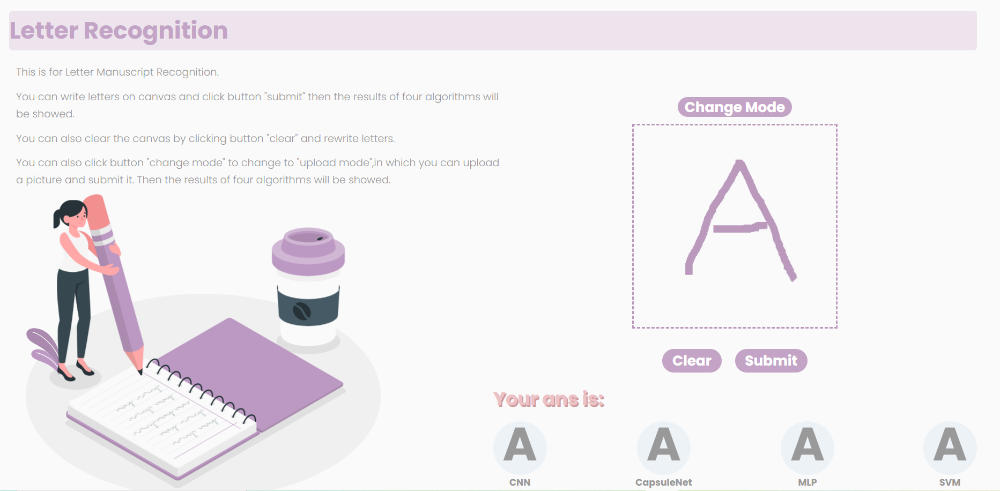 Letter Recognition
This is for Letter Manuscript Recognition.
You can write letters on canvas and click button "submit" then the results of four algorithms will
be showed.
You can also clear the canvas by clicking button "clear" and rewrite letters.
You can also click button "change mode" to change to "upload mode",in which you can upload
a picture and submit it. Then the results of four algorithms will be showed.
Change Mode
A
Clear Submit
Your ans is:
A A A A
CNN CapsuleNet MLP SVM